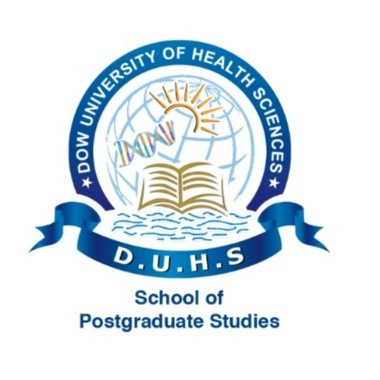 ★ DOW UNIVERSITY OF HEALTH SCIENCES ★
D.U.H.S
School of
Postgraduate Studies